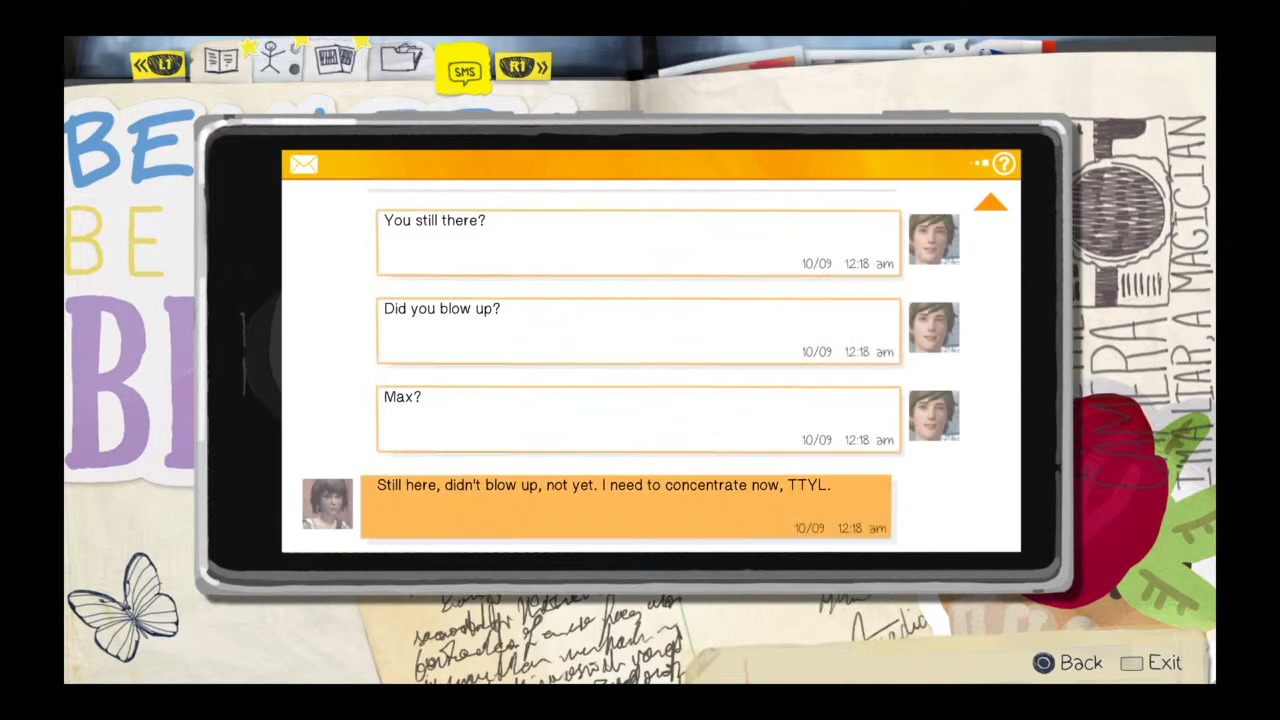 L1
SMS
R1
BE
BE
You still there?
10/09 12:18 am
Did you blow up?
10/09 12:18 am
Max?
10/09 12:18 am
Still here, didn't blow up, not yet. I need to concentrate now, TTYL.
10/09 12:18 am
CAMERA
A MAGICIAN
Back
Exit